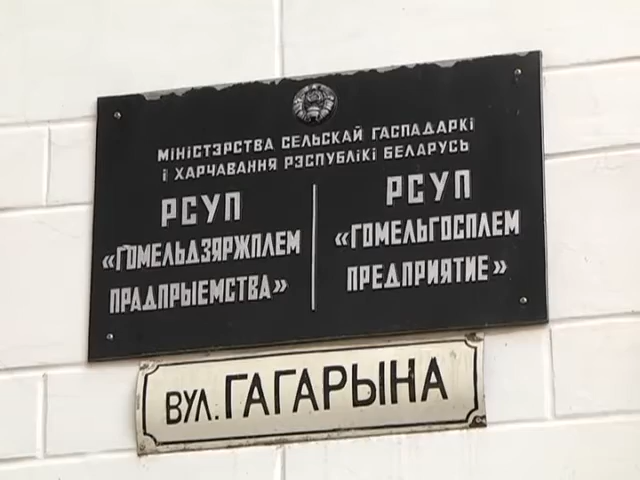 МІНІСТЭРСТВА СЕЛЬСКАЙ ГАСПАДАРКІ
І ХАРЧАВАННЯ РЭСПУБЛІКІ БЕЛАРУСЬ
РСУП
«ГОМЕЛЬДЗЯРЖПЛЕМ
ПРАДПРЫЕМСТВА»
РСУП
«ГОМЕЛЬГОСПЛЕМ
ПРЕДПРИЯТИЕ»
ВУЛ. ГАГАРЫНА